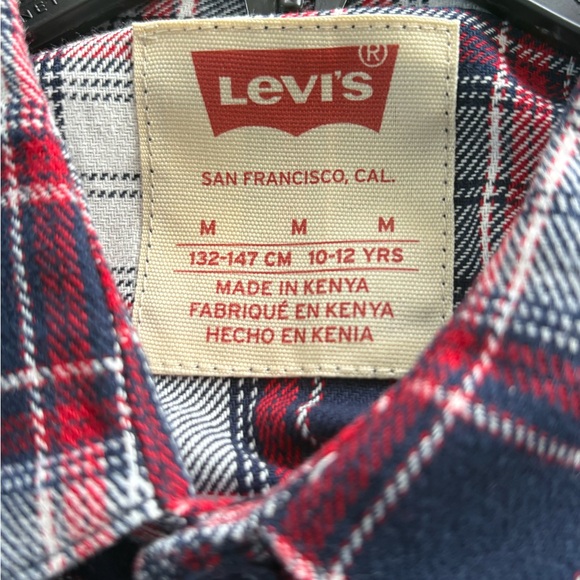 LEVI'S®
SAN FRANCISCO, CAL.
M M M
132-147 CM 10-12 YRS
MADE IN KENYA
FABRIQUÉ EN KENYA
HECHO EN KENIA